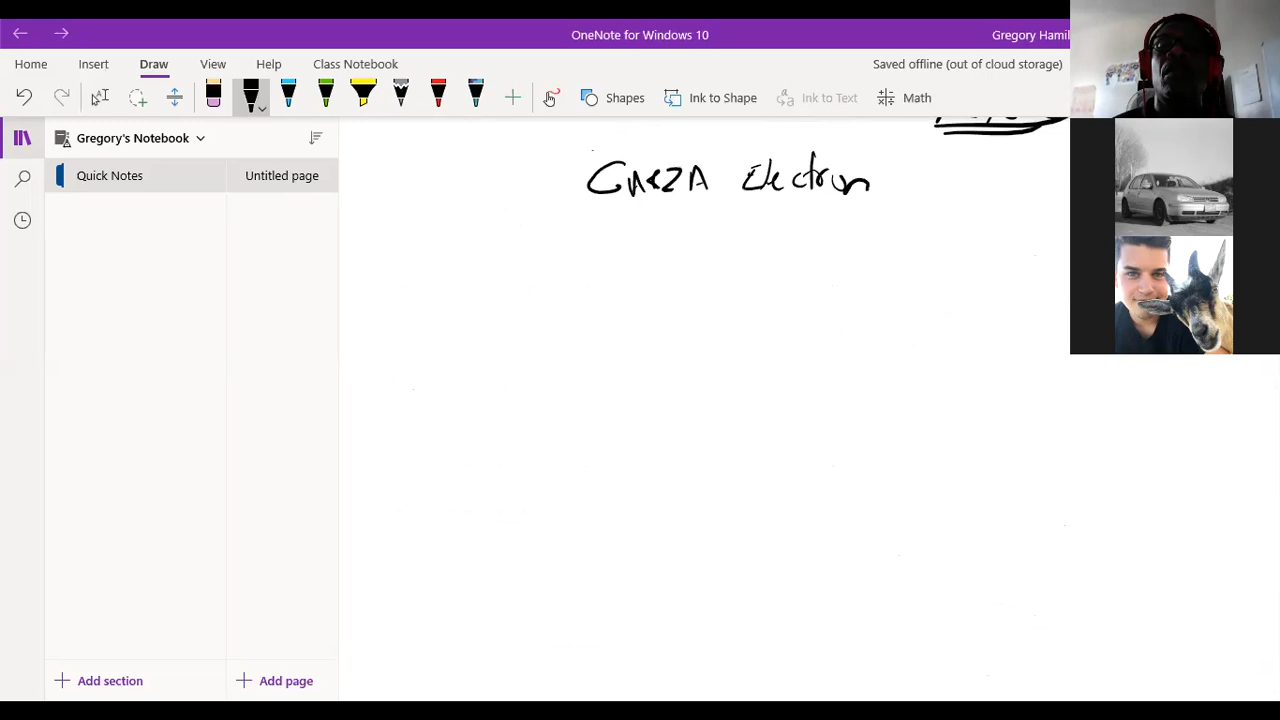 OneNote for Windows 10
Gregory Hamil
Home Insert Draw View Help Class Notebook
Saved offline (out of cloud storage)
Shapes Ink to Shape Ink to Text Math
Gregory's Notebook
Quick Notes Untitled page
Electron
Add section Add page